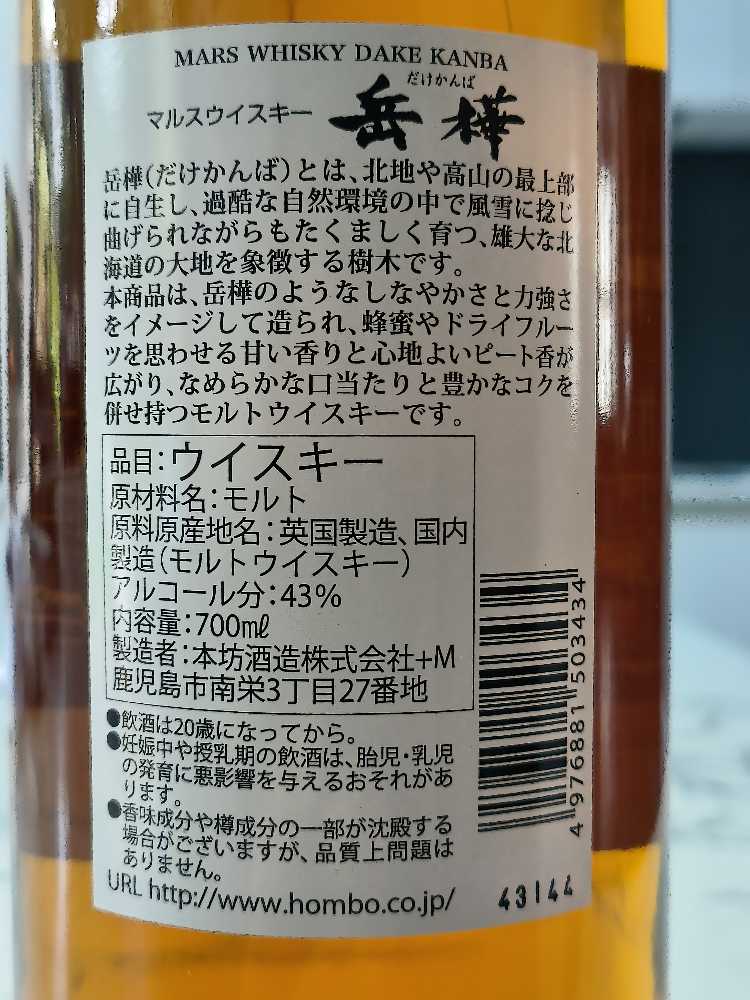 MARS WHISKY DAKE KANBA
だけかんば
マルスウイスキー 岳樺
岳樺(だけかんば)とは、北地や高山の最上部
に自生し、過酷な自然環境の中で風雪に捻じ
曲げられながらもたくましく育つ、雄大な北
海道の大地を象徴する樹木です。
本商品は、岳樺のようなしなやかさと力強さ
をイメージして造られ、蜂蜜やドライフルー
ツを思わせる甘い香りと心地よいピート香が
広がり、なめらかな口当たりと豊かなコクを
併せ持つモルトウイスキーです。
品目:ウイスキー
原材料名:モルト
原料原産地名:英国製造、国内
製造(モルトウイスキー)
アルコール分:43%
内容量:700㎖
製造者:本坊酒造株式会社+M
鹿児島市南栄3丁目27番地
●飲酒は20歳になってから。
●妊娠中や授乳期の飲酒は、胎児・乳児
の発育に悪影響を与えるおそれがあ
ります。
●香味成分や樽成分の一部が沈殿する
場合がございますが、品質上問題は
ありません。
URL http://www.hombo.co.jp/
4 976881 503434
43144